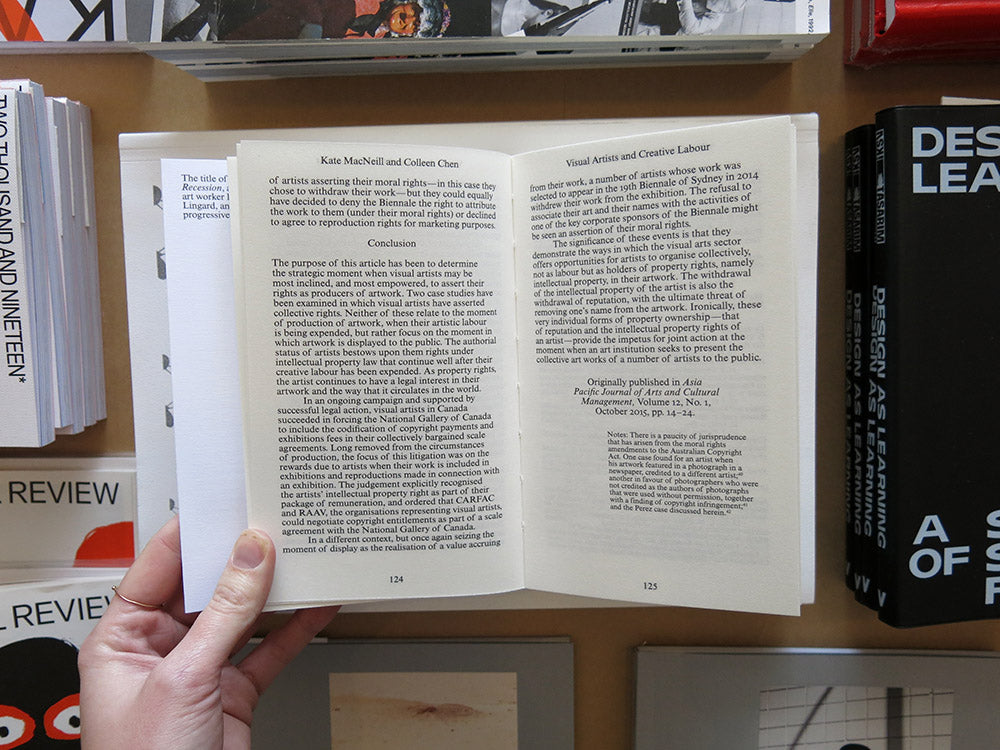 Elte, 1992
TWO THOUSAND AND NINETEEN*
L REVIEW
L REVIEW
The title of
Recession, a
art worker l
Lingard, an
progressive
Kate MacNeill and Colleen Chen
of artists asserting their moral rights—in this case they
chose to withdraw their work—but they could equally
have decided to deny the Biennale the right to attribute
the work to them (under their moral rights) or declined
to agree to reproduction rights for marketing purposes.
Conclusion
The purpose of this article has been to determine
the strategic moment when visual artists may be
most inclined, and most empowered, to assert their
rights as producers of artwork. Two case studies have
been examined in which visual artists have asserted
collective rights. Neither of these relate to the moment
of production of artwork, when their artistic labour
is being expended, but rather focus on the moment in
which artwork is displayed to the public. The authorial
status of artists bestows upon them rights under
intellectual property law that continue well after their
creative labour has been expended. As property rights,
the artist continues to have a legal interest in their
artwork and the way that it circulates in the world.
In an ongoing campaign and supported by
successful legal action, visual artists in Canada
succeeded in forcing the National Gallery of Canada
to include the codification of copyright payments and
exhibitions fees in their collectively bargained scale
agreements. Long removed from the circumstances
of production, the focus of this litigation was on the
rewards due to artists when their work is included in
exhibitions and reproductions made in connection with
an exhibition. The judgement explicitly recognised
the artists' intellectual property right as part of their
package of remuneration, and ordered that CARFAC
and RAAV, the organisations representing visual artists,
could negotiate copyright entitlements as part of a scale
agreement with the National Gallery of Canada.
In a different context, but once again seizing the
moment of display as the realisation of a value accruing
124
Visual Artists and Creative Labour
from their work, a number of artists whose work was
selected to appear in the 19th Biennale of Sydney in 2014
withdrew their work from the exhibition. The refusal to
associate their art and their names with the activities of
one of the key corporate sponsors of the Biennale might
be seen an assertion of their moral rights.
The significance of these events is that they
demonstrate the ways in which the visual arts sector
offers opportunities for artists to organise collectively,
not as labour but as holders of property rights, namely
intellectual property, in their artwork. The withdrawal
of the intellectual property of the artist is also the
withdrawal of reputation, with the ultimate threat of
removing one's name from the artwork. Ironically, these
very individual forms of property ownership—that
of reputation and the intellectual property rights of
an artist—provide the impetus for joint action at the
moment when an art institution seeks to present the
collective art works of a number of artists to the public.
Originally published in Asia
Pacific Journal of Arts and Cultural
Management, Volume 12, No. 1,
October 2015, pp. 14–24.
Notes: There is a paucity of jurisprudence
that has arisen from the moral rights
amendments to the Australian Copyright
Act. One case found for an artist when
his artwork featured in a photograph in a
newspaper, credited to a different artist;⁴⁰
another in favour of photographers who were
not credited as the authors of photographs
that were used without permission, together
with a finding of copyright infringement;⁴¹
and the Perez case discussed herein.⁴²
125
DESIGN AS LEARNING
DESIGN AS LEARNING
DESIGN AS LEARNING
V
V
DES
LEA
A S
OF